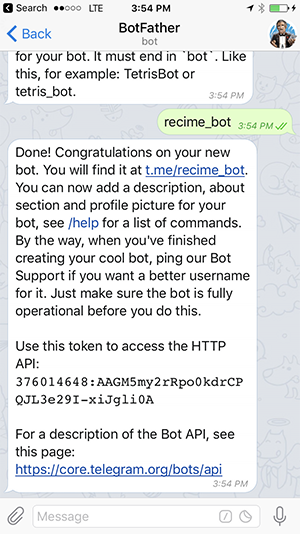 Search LTE 3:54 PM
Back BotFather
bot
for your bot. It must end in `bot`. Like
this, for example: TetrisBot or
tetris_bot.
3:54 PM
recime_bot 3:54 PM
Done! Congratulations on your new
bot. You will find it at t.me/recime_bot.
You can now add a description, about
section and profile picture for your
bot, see /help for a list of commands.
By the way, when you've finished
creating your cool bot, ping our Bot
Support if you want a better username
for it. Just make sure the bot is fully
operational before you do this.
Use this token to access the HTTP
API:
376014648:AAGM5my2rRpo0kdrCP
QJL3e29I-xiJgli0A
For a description of the Bot API, see
this page:
https://core.telegram.org/bots/api
3:54 PM
Message